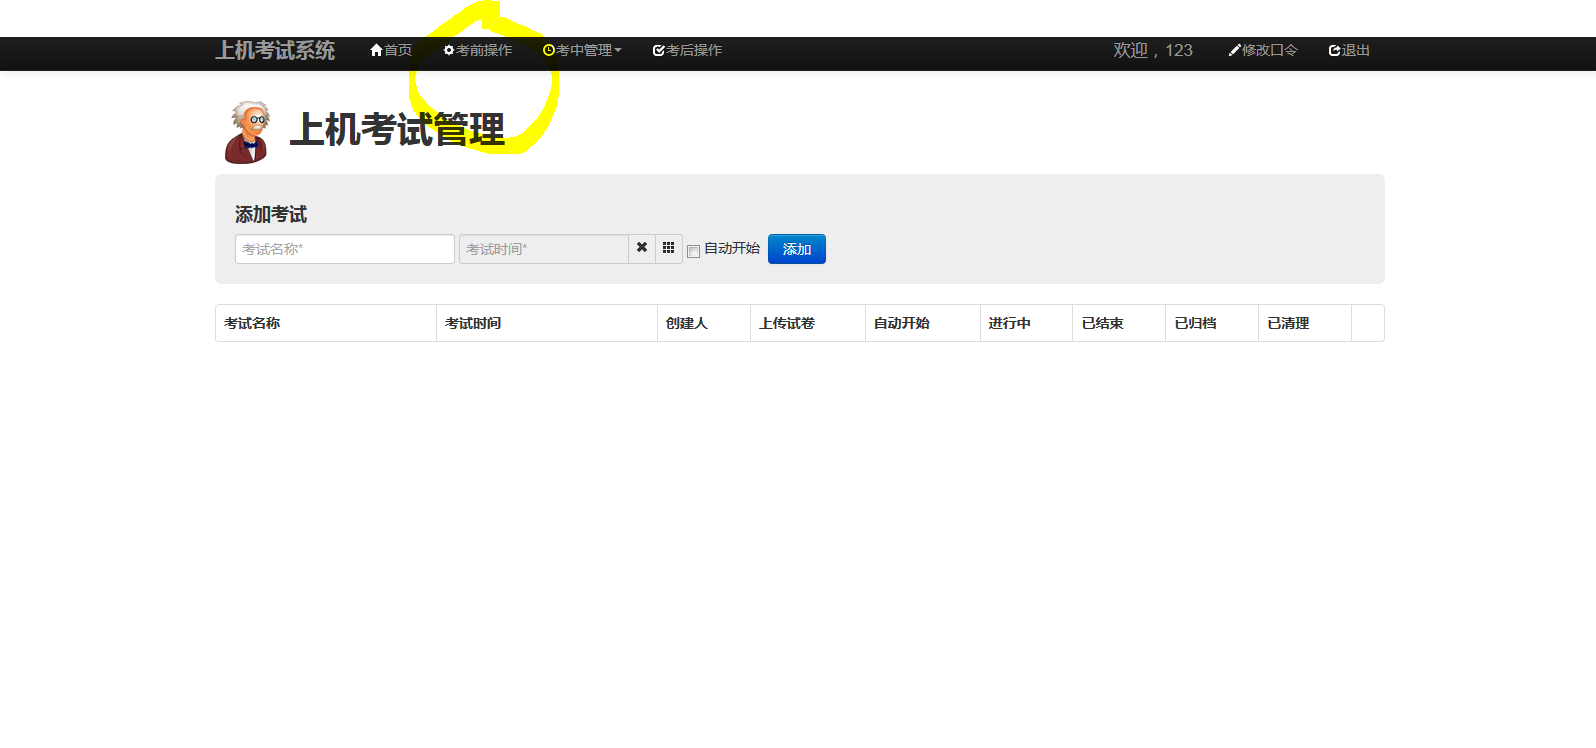 上机考试系统 首页 考前操作 考中管理 考后操作 欢迎，123 修改口令 退出
上机考试管理
添加考试
考试名称* 考试时间* 自动开始 添加
考试名称 考试时间 创建人 上传试卷 自动开始 进行中 已结束 已归档 已清理